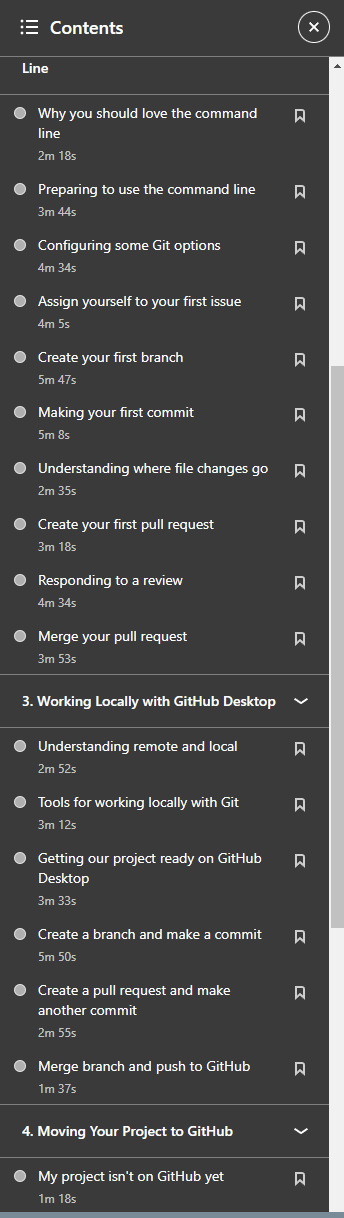 Contents
Line
Why you should love the command
line
2m 18s
Preparing to use the command line
3m 44s
Configuring some Git options
4m 34s
Assign yourself to your first issue
4m 5s
Create your first branch
5m 47s
Making your first commit
5m 8s
Understanding where file changes go
2m 35s
Create your first pull request
3m 18s
Responding to a review
4m 34s
Merge your pull request
3m 53s
3. Working Locally with GitHub Desktop
Understanding remote and local
2m 52s
Tools for working locally with Git
3m 12s
Getting our project ready on GitHub
Desktop
3m 33s
Create a branch and make a commit
5m 50s
Create a pull request and make
another commit
2m 55s
Merge branch and push to GitHub
1m 37s
4. Moving Your Project to GitHub
My project isn't on GitHub yet
1m 18s